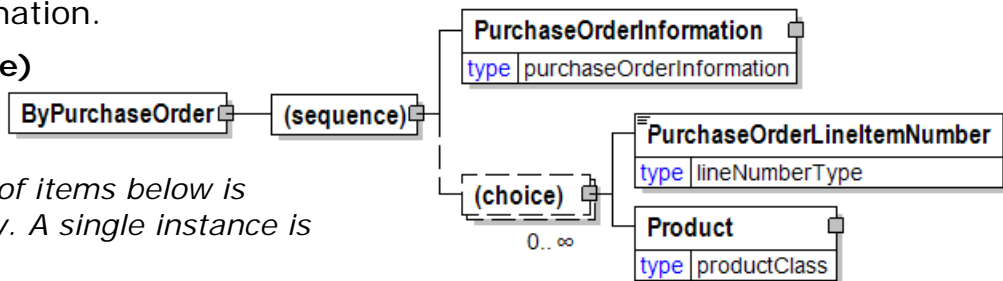 nation.
e)
of items below is
y. A single instance is
ByPurchaseOrder
(sequence)
PurchaseOrderInformation
type purchaseOrderInformation
(choice)
0.. ∞
PurchaseOrderLineItemNumber
type lineNumberType
Product
type productClass